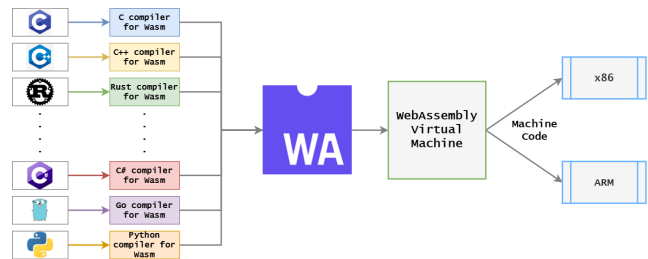 C
C compiler
for Wasm
C++
C++ compiler
for Wasm
R
Rust compiler
for Wasm
C#
C# compiler
for Wasm
Go compiler
for Wasm
Python
compiler for
Wasm
WA
WebAssembly
Virtual
Machine
Machine
Code
x86
ARM